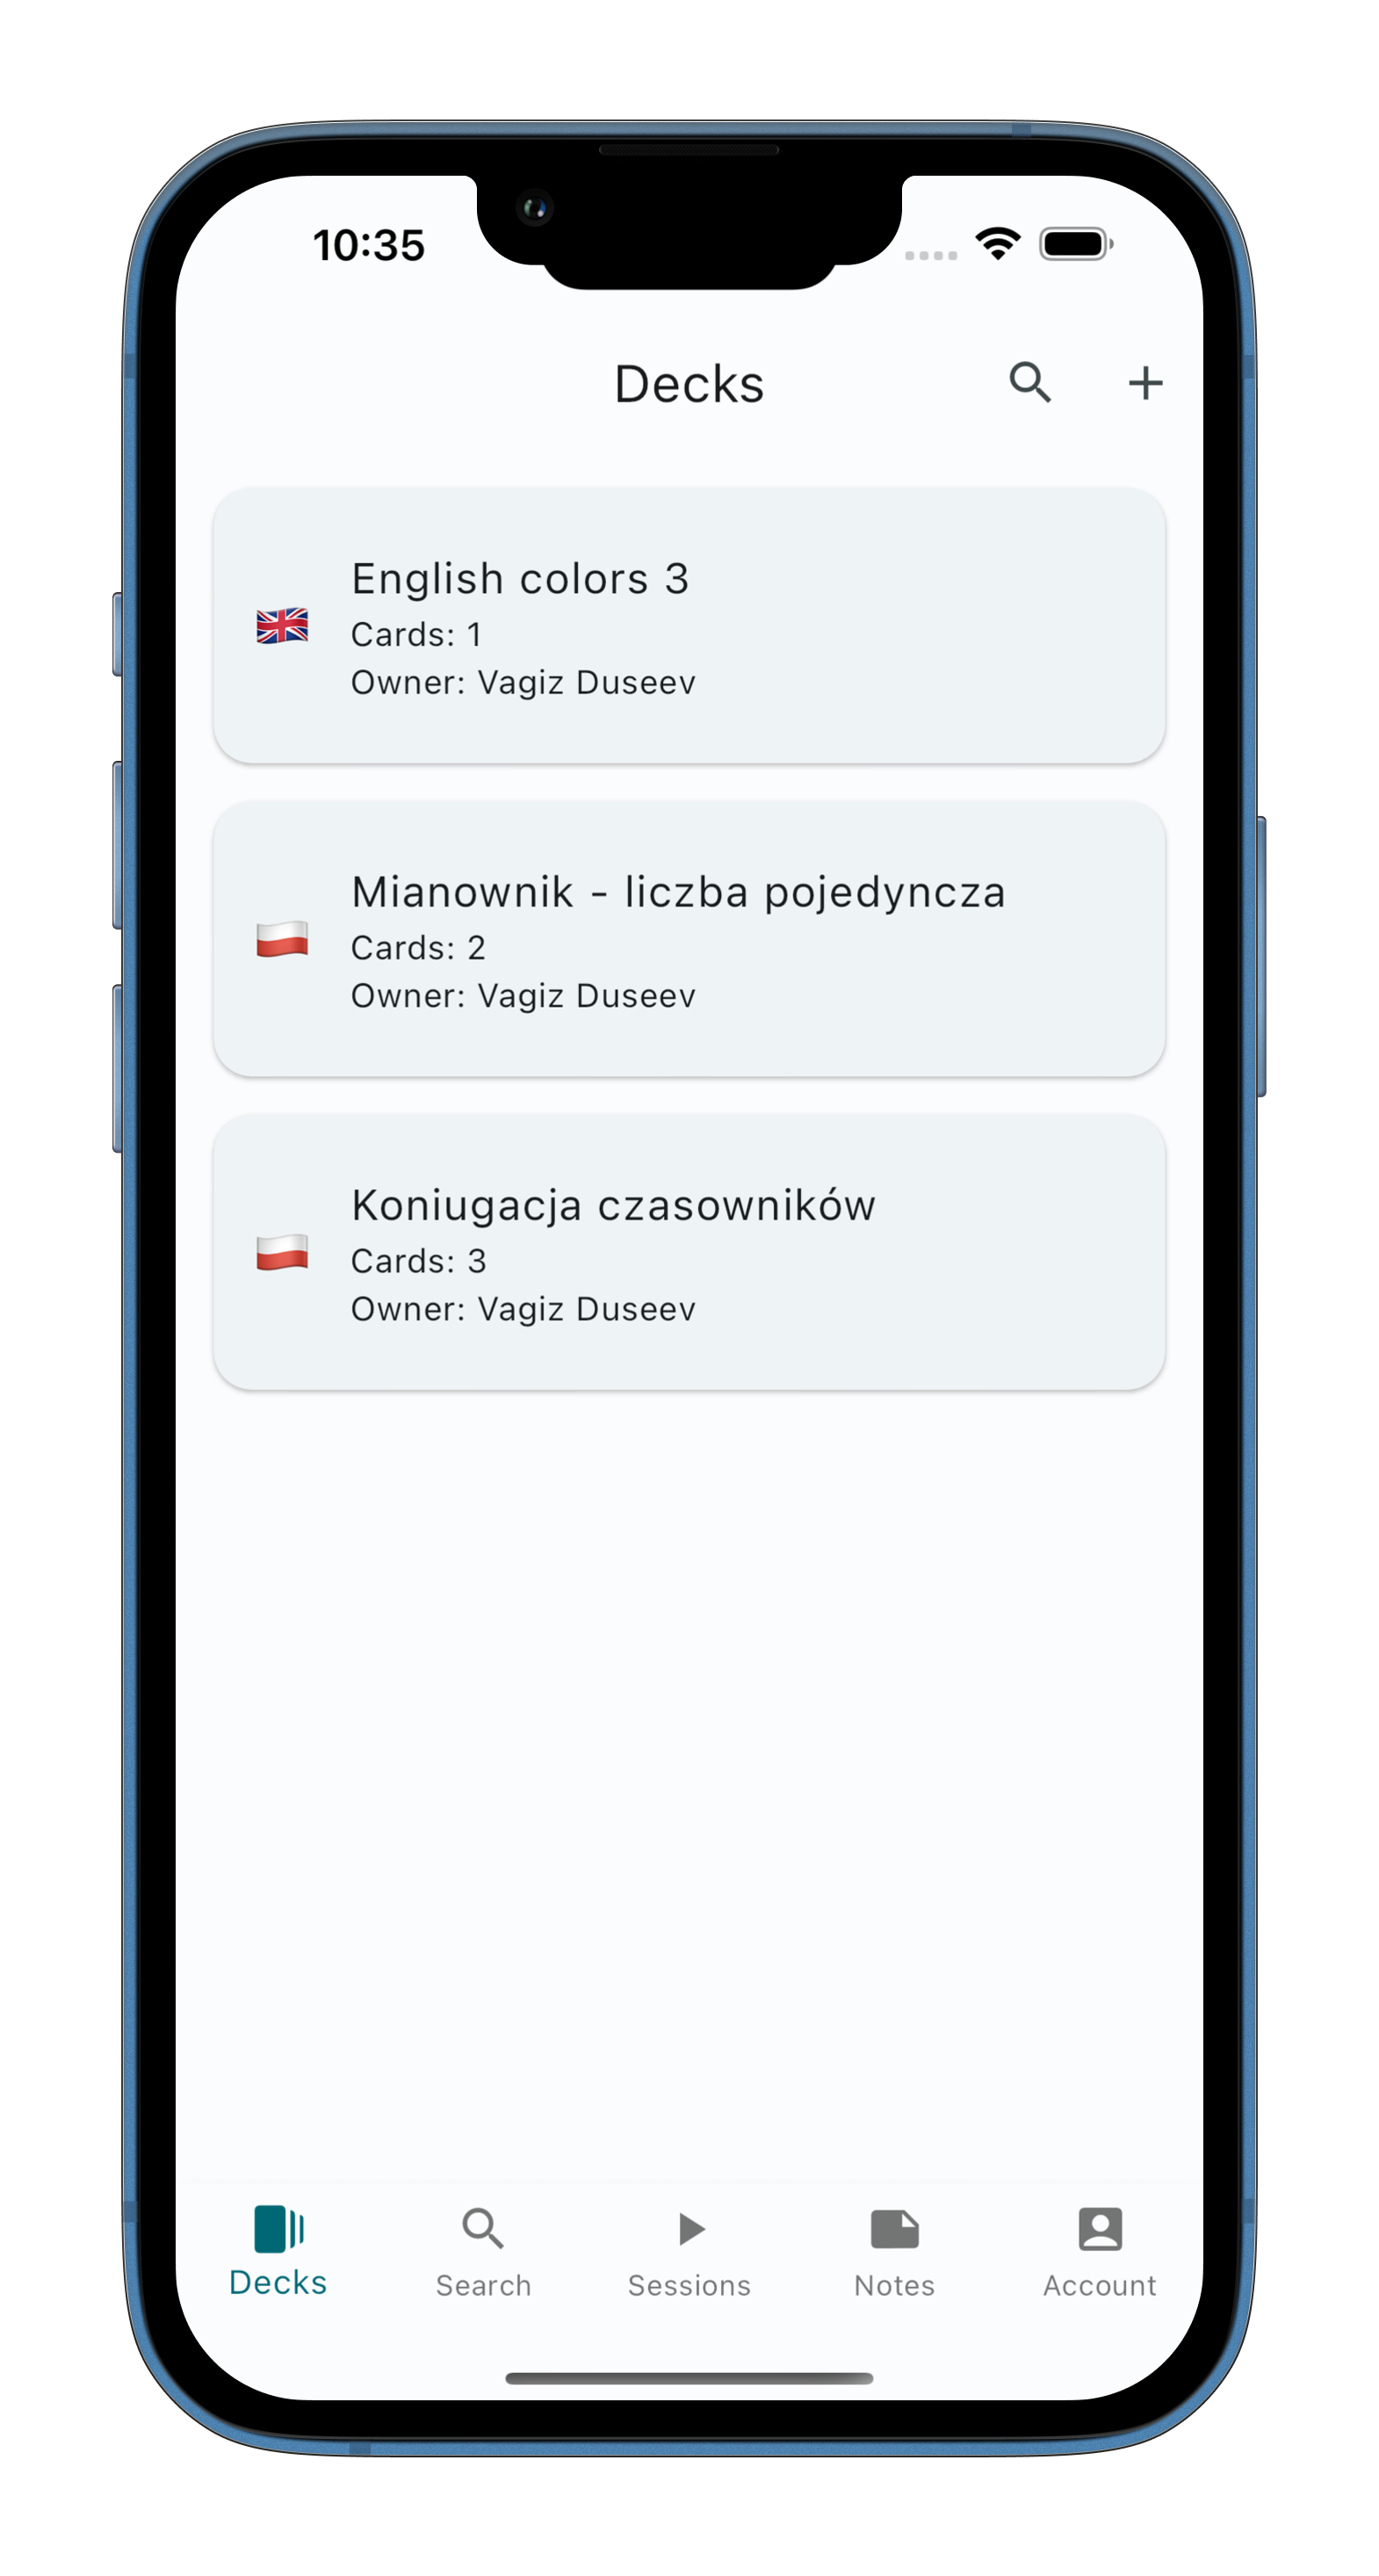 10:35
Decks
English colors 3
Cards: 1
Owner: Vagiz Duseev
Mianownik - liczba pojedyncza
Cards: 2
Owner: Vagiz Duseev
Koniugacja czasowników
Cards: 3
Owner: Vagiz Duseev
Decks
Search
Sessions
Notes
Account